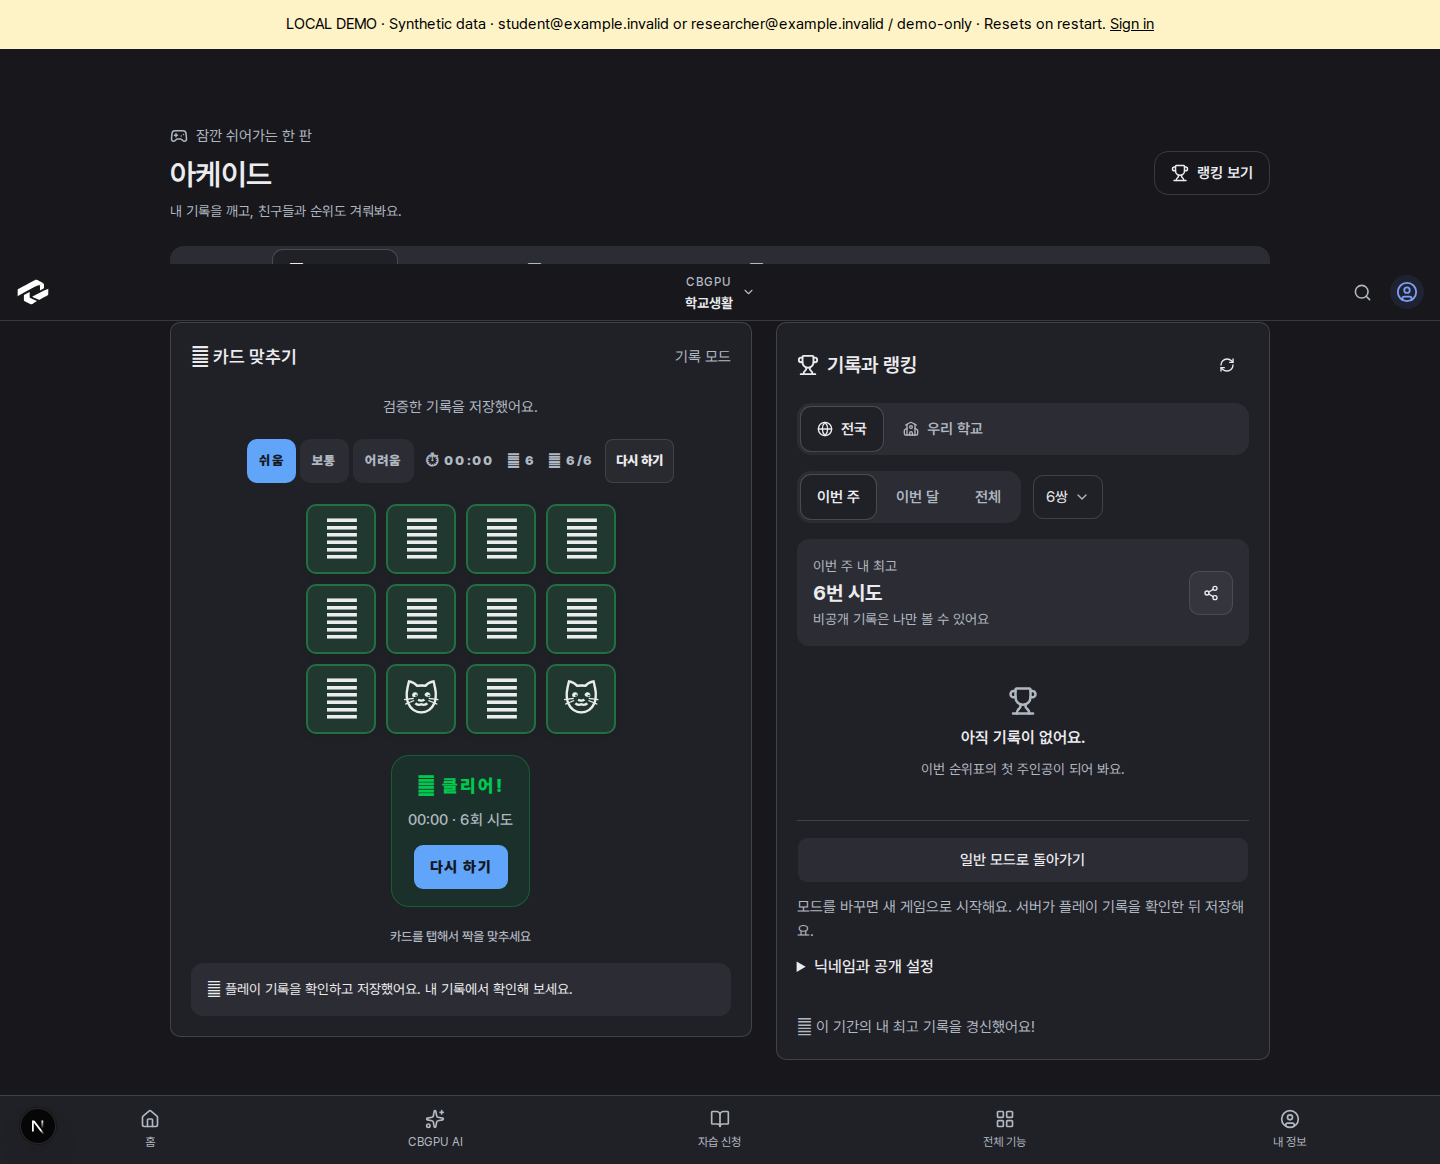 LOCAL DEMO · Synthetic data · student@example.invalid or researcher@example.invalid / demo-only · Resets on restart. Sign in
잠깐 쉬어가는 한 판
아케이드
랭킹 보기
내 기록을 깨고, 친구들과 순위도 겨뤄봐요.
CBGPU
학교생활
카드 맞추기
기록 모드
검증한 기록을 저장했어요.
쉬움
보통
어려움
⏱ 00:00
6
6/6
다시 하기
클리어!
00:00 · 6회 시도
다시 하기
카드를 탭해서 짝을 맞추세요
플레이 기록을 확인하고 저장했어요. 내 기록에서 확인해 보세요.
기록과 랭킹
전국
우리 학교
이번 주
이번 달
전체
6쌍
이번 주 내 최고
6번 시도
비공개 기록은 나만 볼 수 있어요
아직 기록이 없어요.
이번 순위표의 첫 주인공이 되어 봐요.
일반 모드로 돌아가기
모드를 바꾸면 새 게임으로 시작해요. 서버가 플레이 기록을 확인한 뒤 저장해
요.
▶ 닉네임과 공개 설정
이 기간의 내 최고 기록을 경신했어요!
N
홈
CBGPU AI
자습 신청
전체 기능
내 정보